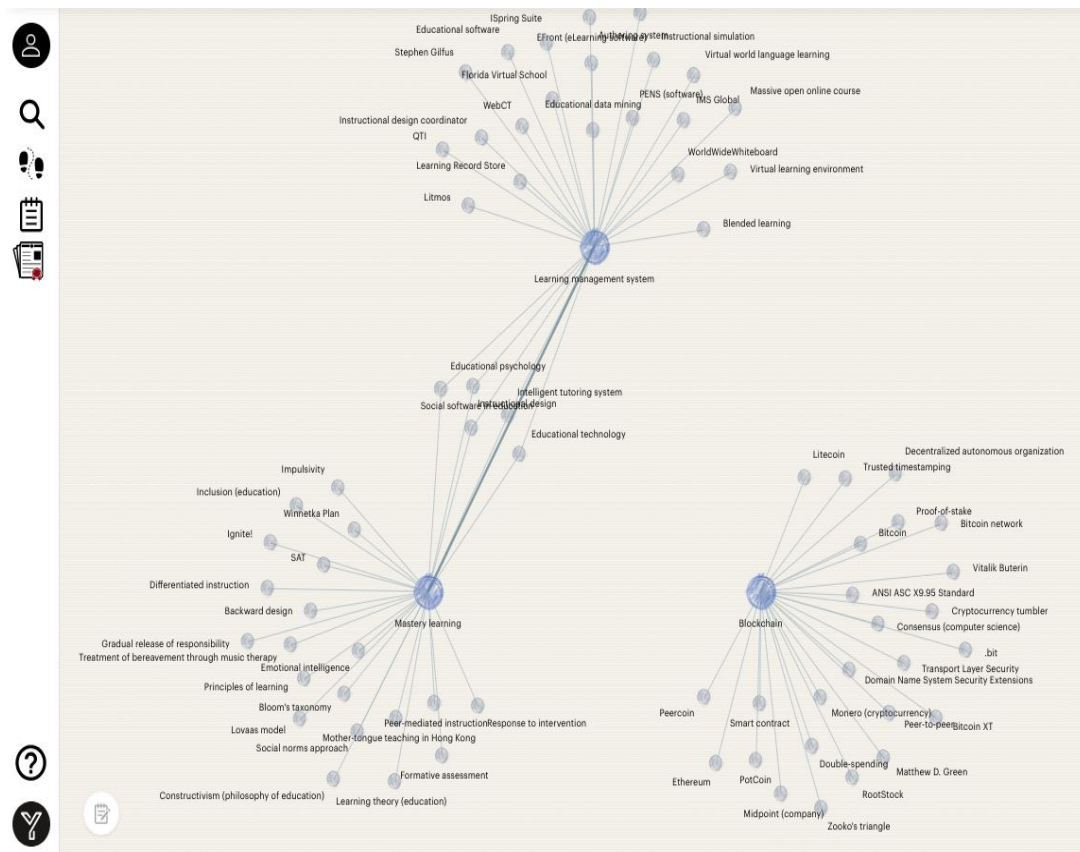 ISpring Suite
Educational software
EFront (eLearning software)
Authoring system
Instructional simulation
Stephen Gilfus
Virtual world language learning
Florida Virtual School
Massive open online course
PENS (software)
IMS Global
WebCT
Educational data mining
Instructional design coordinator
QTI
WorldWideWhiteboard
Learning Record Store
Virtual learning environment
Litmos
Blended learning
Learning management system
Educational psychology
Intelligent tutoring system
Social software in education
Instructional design
Educational technology
Impulsivity
Inclusion (education)
Winnetka Plan
Ignite!
SAT
Differentiated instruction
Backward design
Mastery learning
Gradual release of responsibility
Treatment of bereavement through music therapy
Emotional intelligence
Principles of learning
Bloom's taxonomy
Peer-mediated instruction
Response to intervention
Lovaas model
Mother-tongue teaching in Hong Kong
Social norms approach
Formative assessment
Constructivism (philosophy of education)
Learning theory (education)
Decentralized autonomous organization
Litecoin
Trusted timestamping
Proof-of-stake
Bitcoin network
Bitcoin
Vitalik Buterin
ANSI ASC X9.95 Standard
Cryptocurrency tumbler
Blockchain
Consensus (computer science)
.bit
Transport Layer Security
Domain Name System Security Extensions
Peercoin
Monero (cryptocurrency)
Smart contract
Peer-to-peer
Bitcoin XT
Double-spending
Matthew D. Green
Ethereum
PotCoin
RootStock
Midpoint (company)
Zooko's triangle